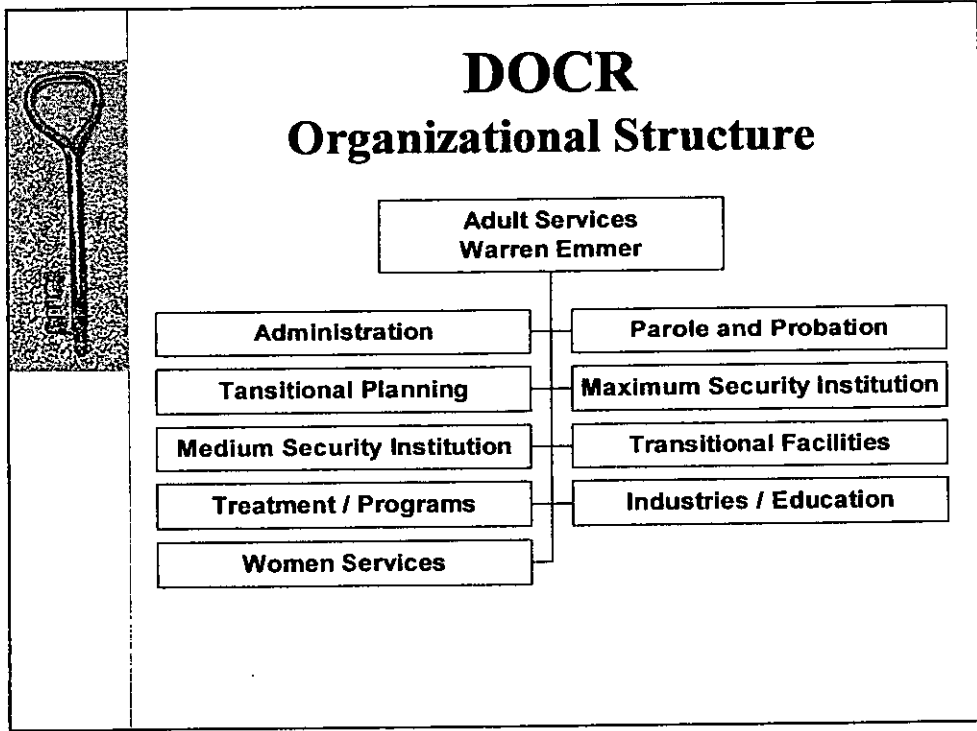 DOCR
Organizational Structure
Adult Services
Warren Emmer
Administration
Parole and Probation
Tansitional Planning
Maximum Security Institution
Medium Security Institution
Transitional Facilities
Treatment / Programs
Industries / Education
Women Services